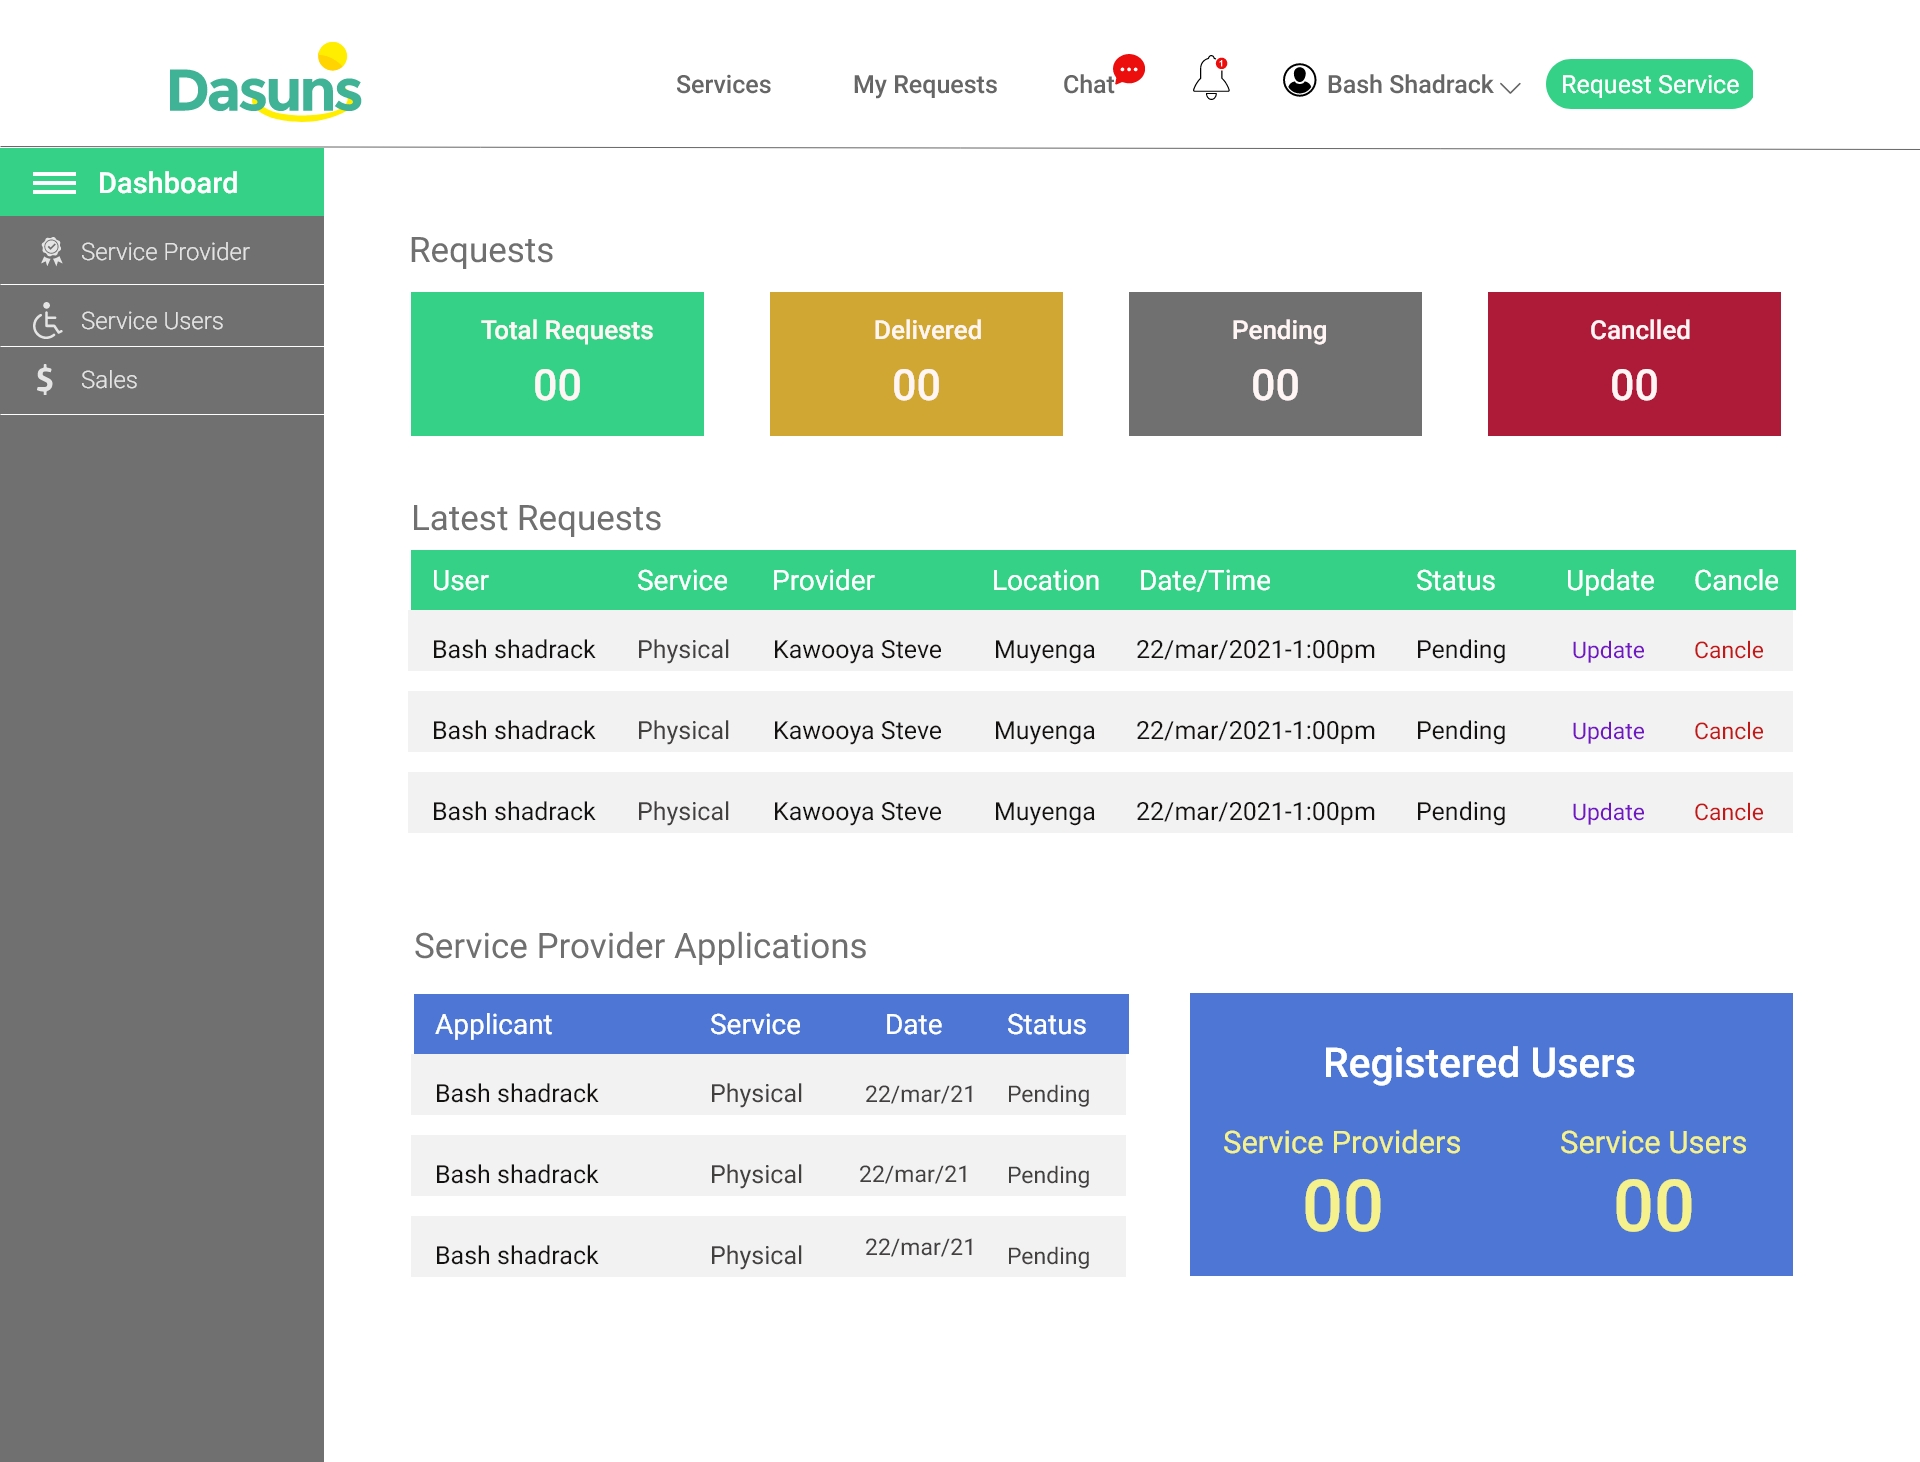 Dasuns
Services My Requests Chat 1 Bash Shadrack Request Service
Dashboard
Service Provider
Service Users
Sales
Requests
Total Requests Delivered Pending Canclled
00 00 00 00
Latest Requests
User Service Provider Location Date/Time Status Update Cancle
Bash shadrack Physical Kawooya Steve Muyenga 22/mar/2021-1:00pm Pending Update Cancle
Bash shadrack Physical Kawooya Steve Muyenga 22/mar/2021-1:00pm Pending Update Cancle
Bash shadrack Physical Kawooya Steve Muyenga 22/mar/2021-1:00pm Pending Update Cancle
Service Provider Applications
Applicant Service Date Status
Bash shadrack Physical 22/mar/21 Pending
Bash shadrack Physical 22/mar/21 Pending
Bash shadrack Physical 22/mar/21 Pending
Registered Users
Service Providers Service Users
00 00